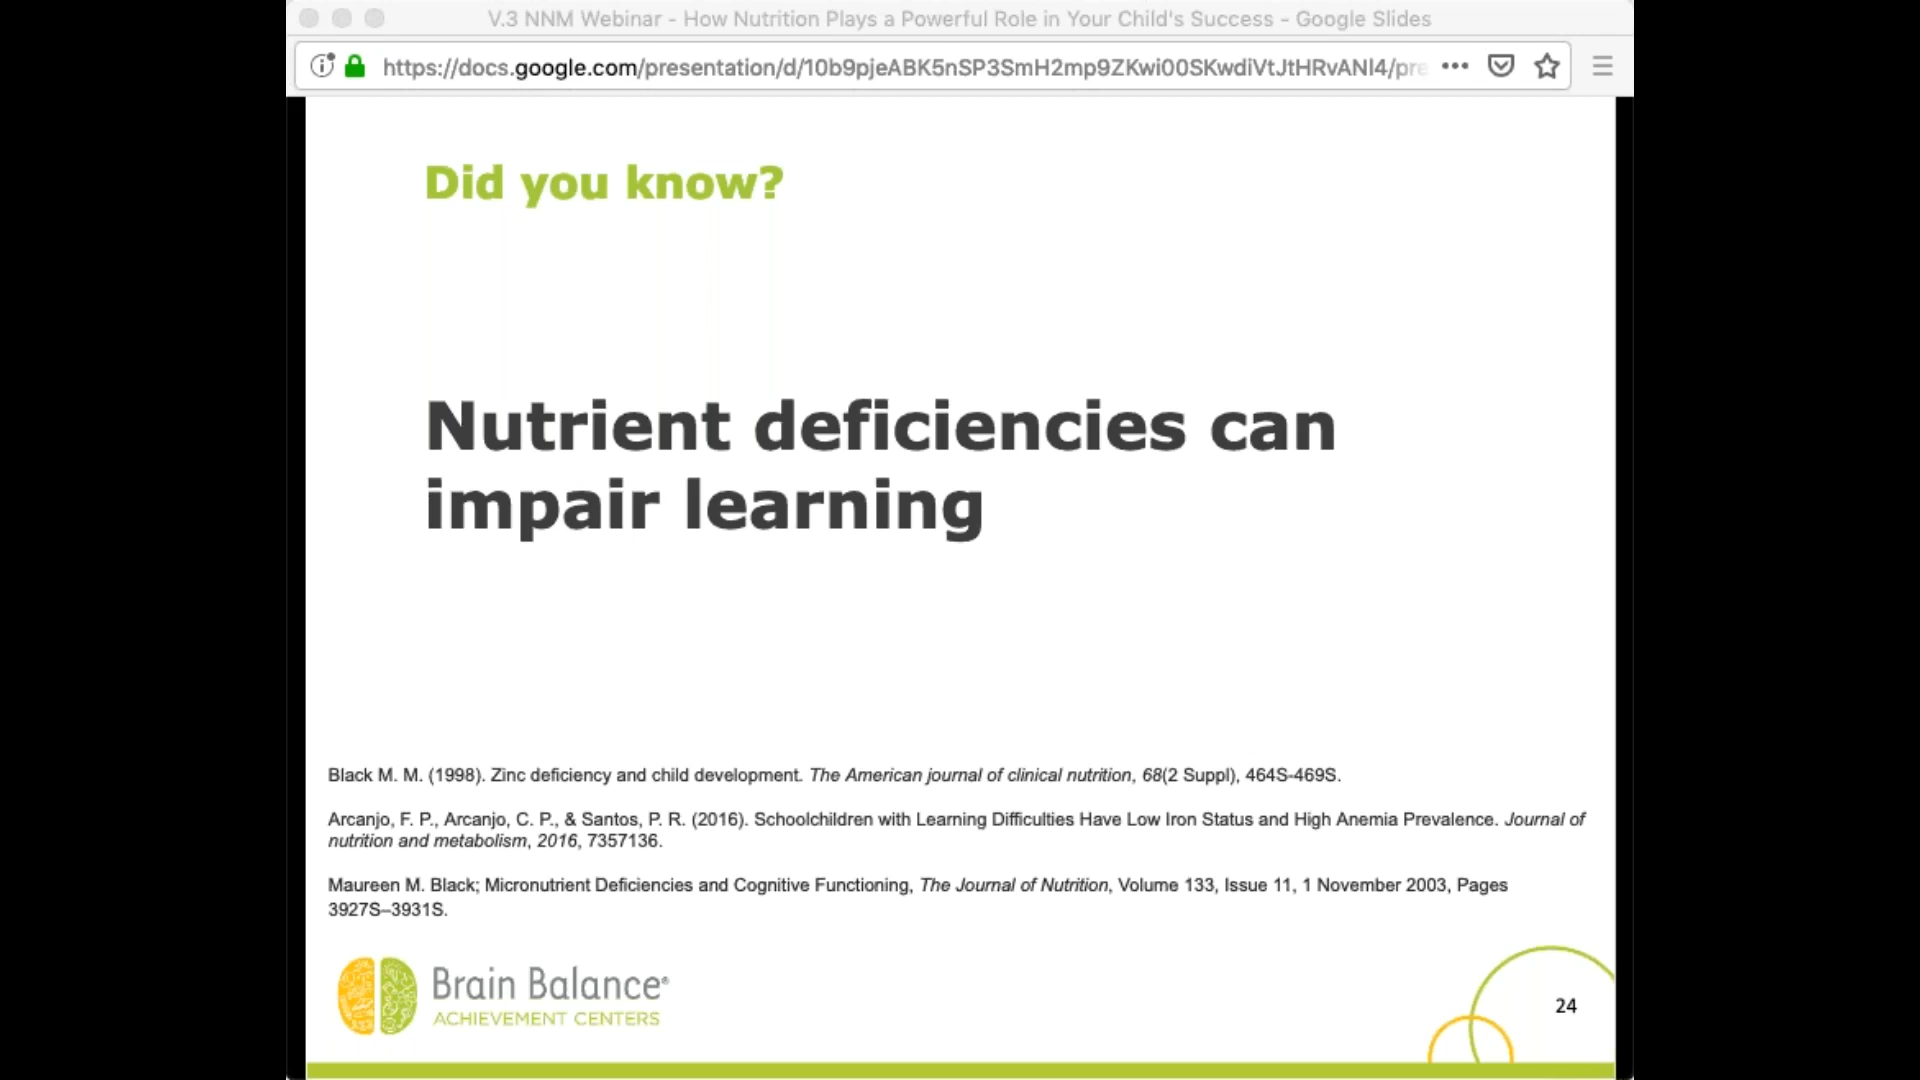 V.3 NNM Webinar - How Nutrition Plays a Powerful Role in Your Child's Success - Google Slides
https://docs.google.com/presentation/d/10b9pjeABK5nSP3SmH2mp9ZKwi00SKwdiVtJtHRvANI4/pre
Did you know?
Nutrient deficiencies can
impair learning
Black M. M. (1998). Zinc deficiency and child development. The American journal of clinical nutrition, 68(2 Suppl), 464S-469S.
Arcanjo, F. P., Arcanjo, C. P., & Santos, P. R. (2016). Schoolchildren with Learning Difficulties Have Low Iron Status and High Anemia Prevalence. Journal of
nutrition and metabolism, 2016, 7357136.
Maureen M. Black; Micronutrient Deficiencies and Cognitive Functioning, The Journal of Nutrition, Volume 133, Issue 11, 1 November 2003, Pages
3927S–3931S.
Brain Balance®
ACHIEVEMENT CENTERS
24